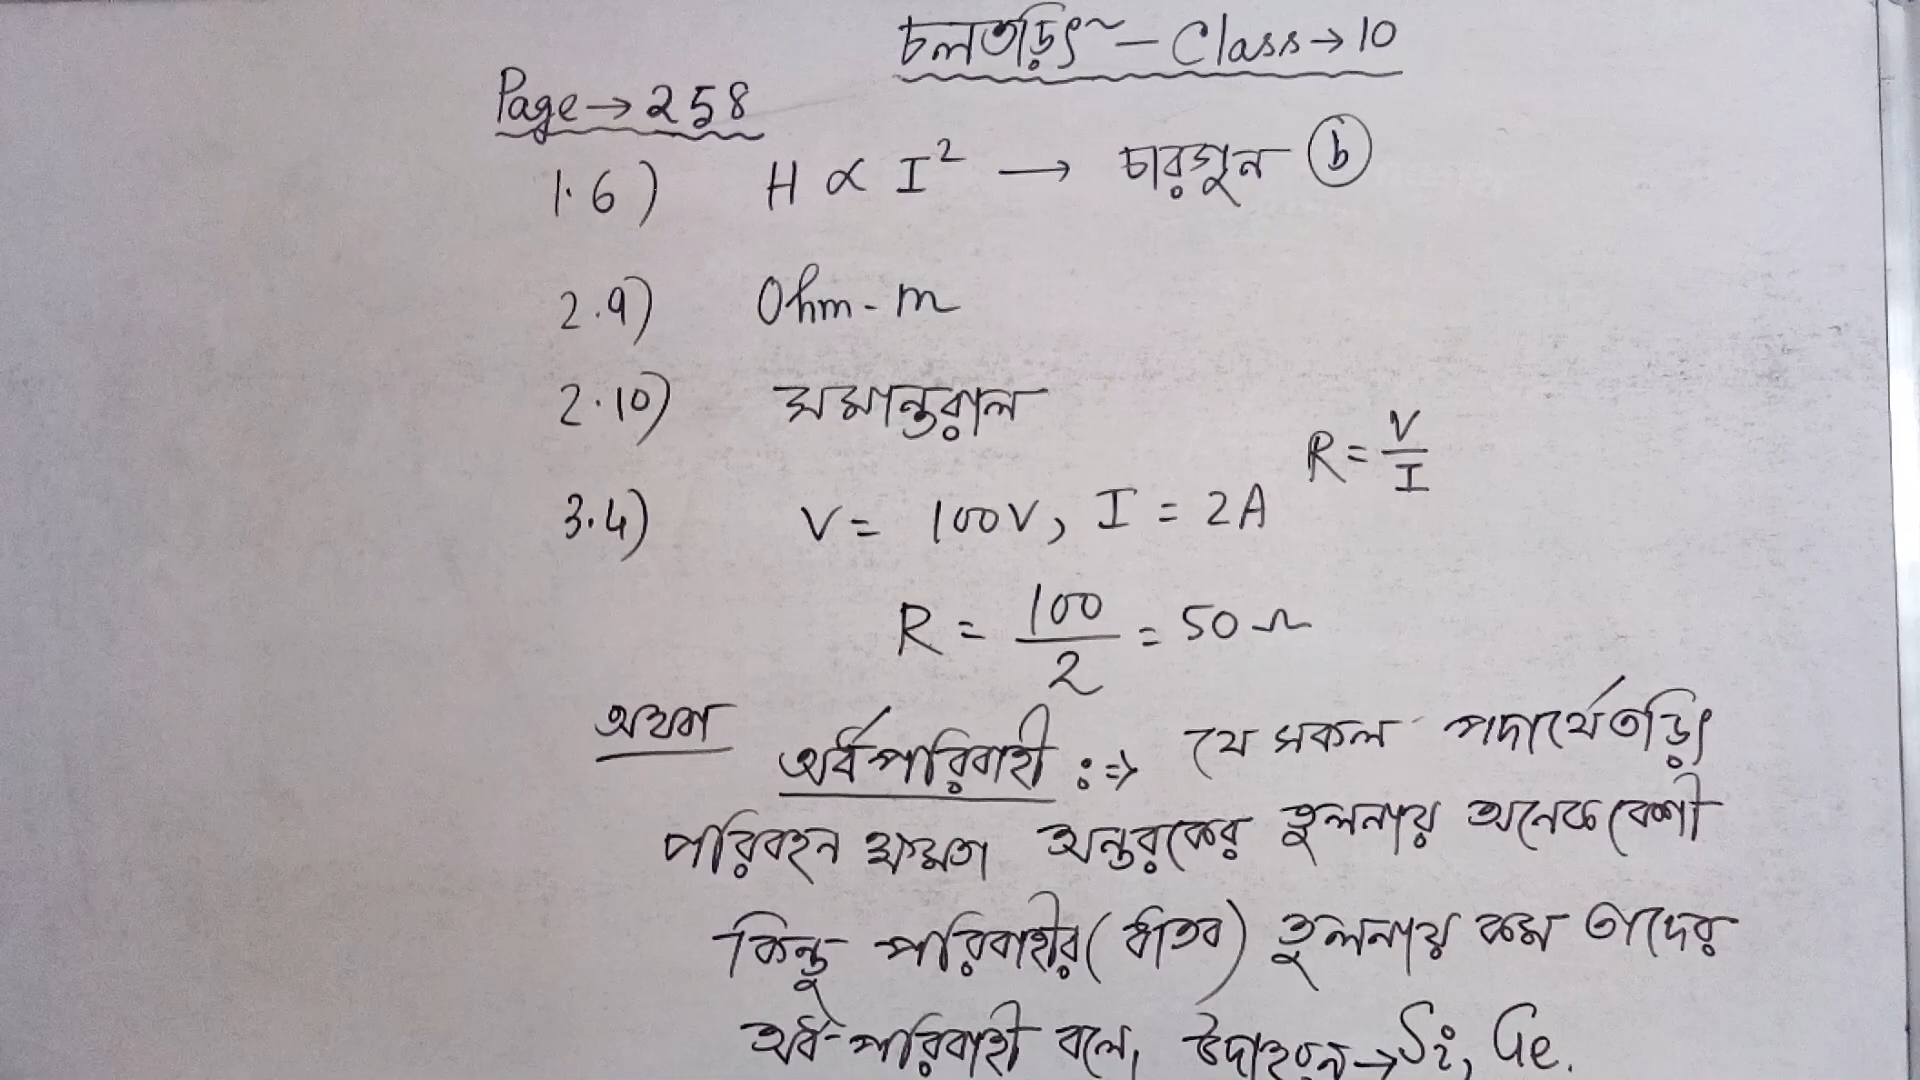 চলতড়িৎ - Class → 10
Page → 258
1.6) H ∝ I² → চারগুন ⓑ
2.9) Ohm-m
2.10) সমান্তরাল
R = V/I
3.4) V = 100V, I = 2A
R = 100/2 = 50 Ω
অথবা অর্ধপরিবাহী :⇒ যে সকল পদার্থে তড়িৎ
পরিবহন ক্ষমতা অন্তরকের তুলনায় অনেক বেশী
কিন্তু পরিবাহীর (ধাতব) তুলনায় কম তাদের
অর্ধ-পরিবাহী বলে, উদাহরন → Si, Ge.